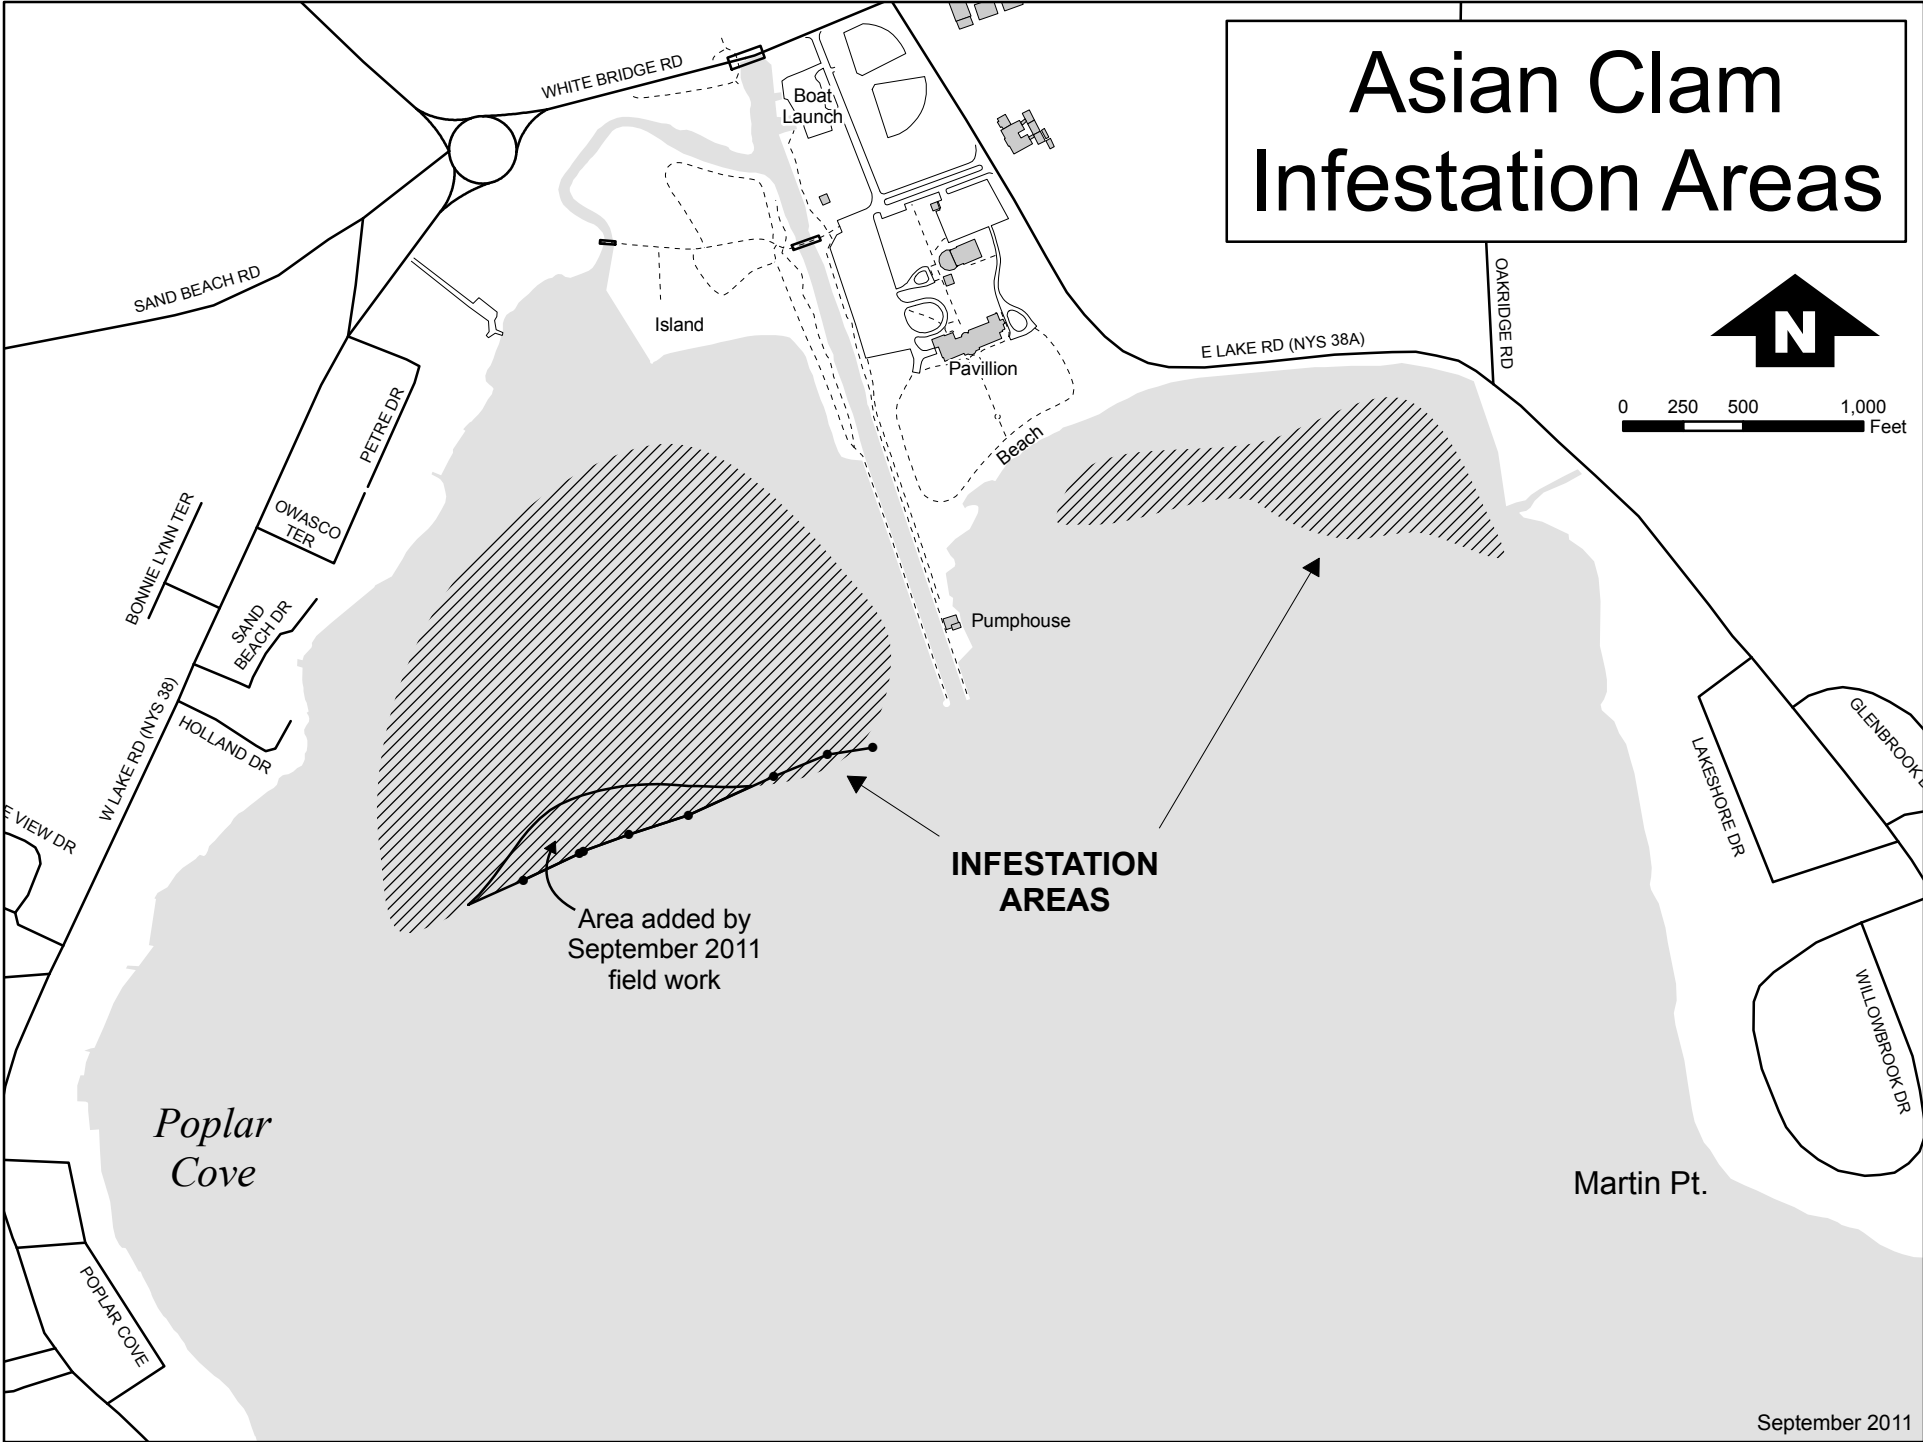 Asian Clam
Infestation Areas
WHITE BRIDGE RD
Boat
Launch
SAND BEACH RD
Island
Pavillion
E LAKE RD (NYS 38A)
OAKRIDGE RD
N
0 250 500 1,000
Feet
PETRE DR
Beach
OWASCO
TER
BONNIE LYNN TER
SAND
BEACH DR
Pumphouse
W LAKE RD (NYS 38)
HOLLAND DR
GLENBROOK
LAKESHORE DR
E VIEW DR
INFESTATION
AREAS
Area added by
September 2011
field work
WILLOWBROOK DR
Poplar
Cove
Martin Pt.
POPLAR COVE
September 2011